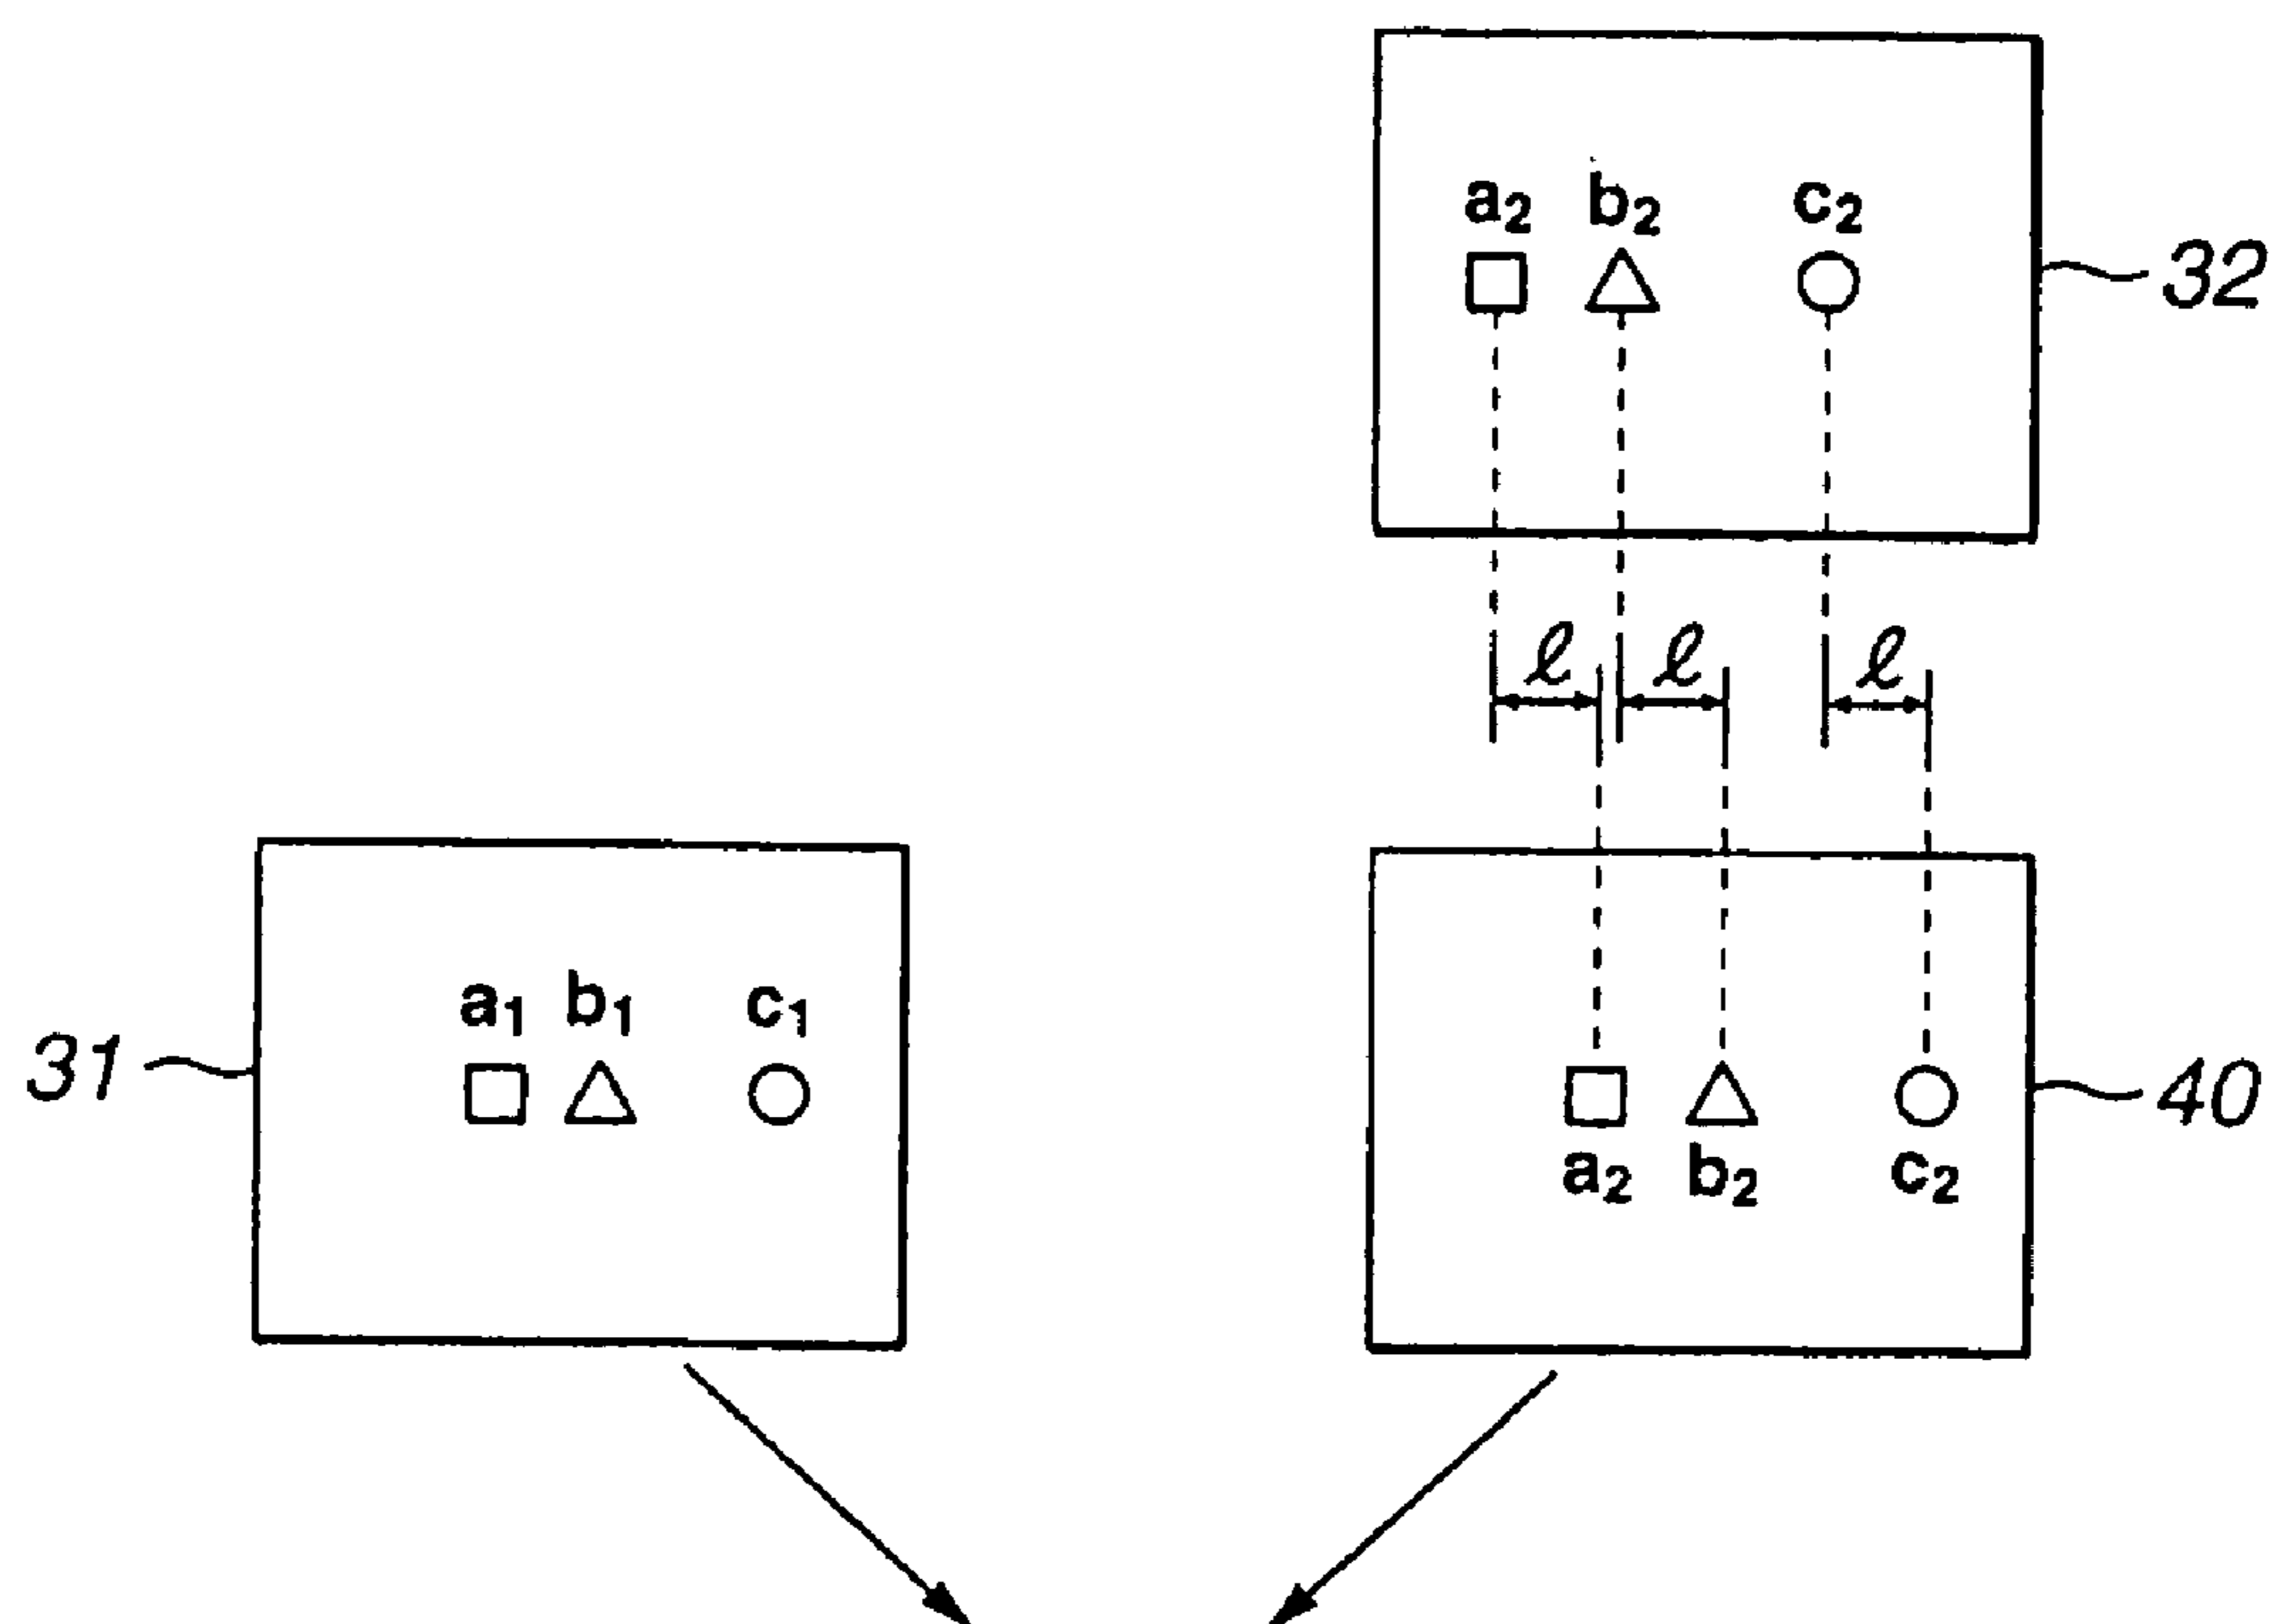 a₂ b₂ c₂
32
ℓ ℓ ℓ
a₁ b₁ c₁
31
40
a₂ b₂ c₂